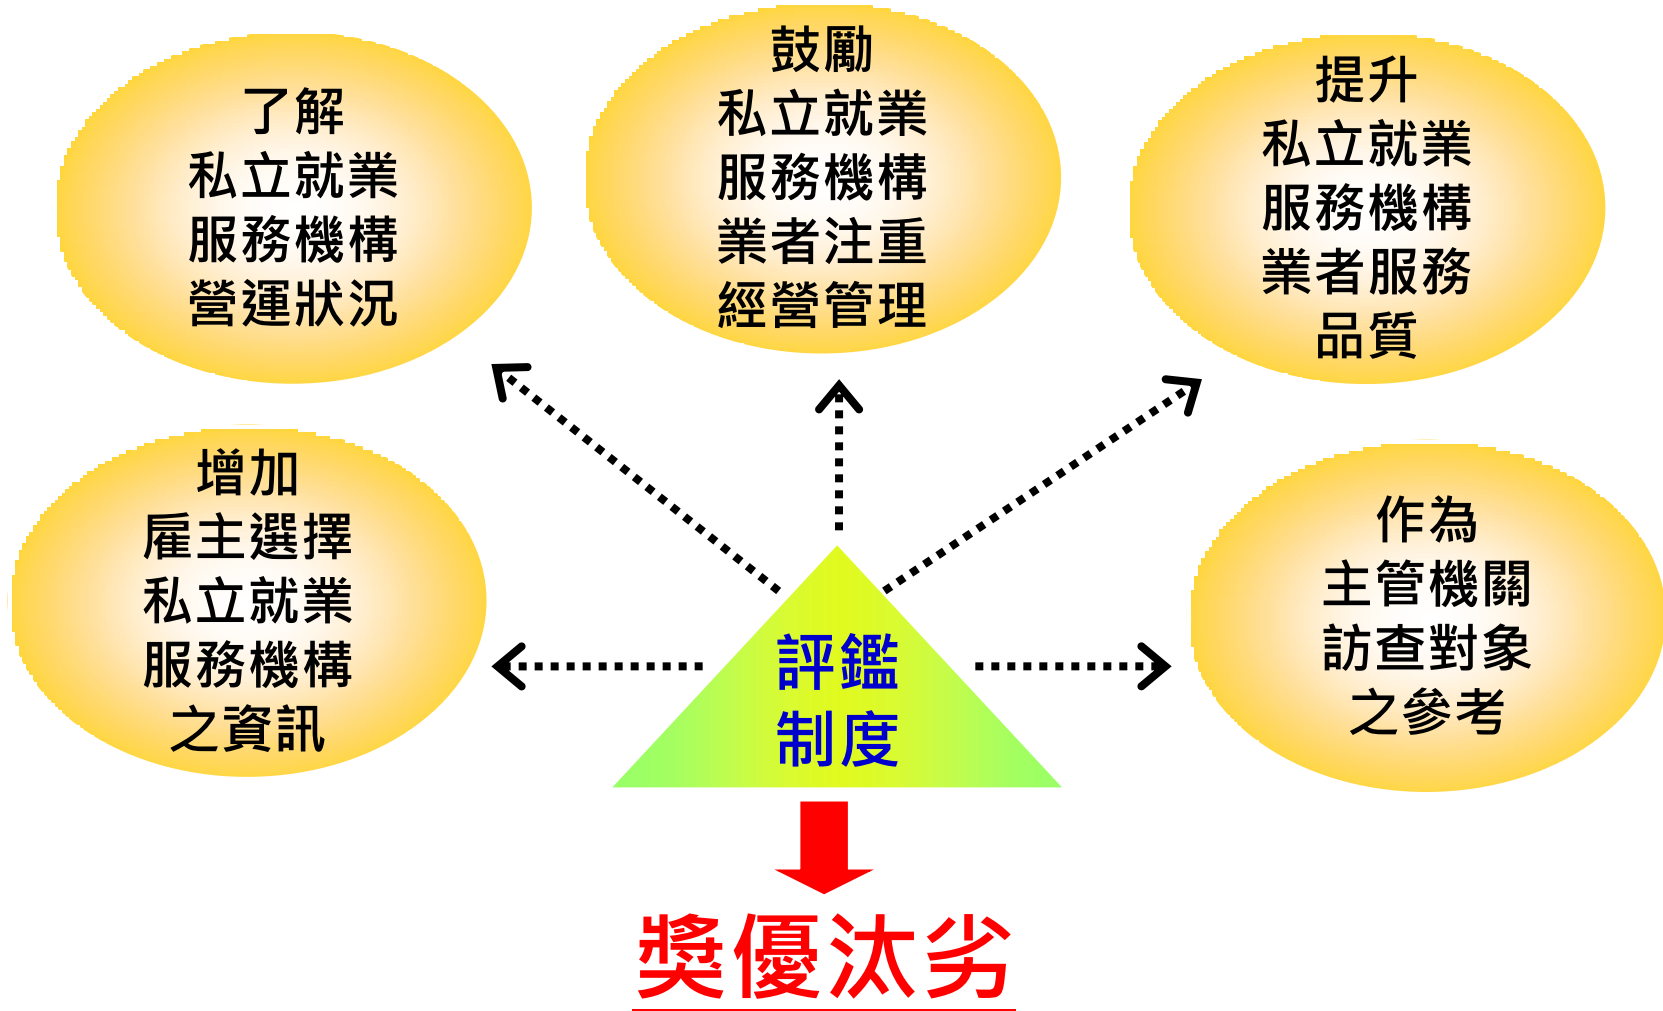 了解
私立就業
服務機構
營運狀況
鼓勵
私立就業
服務機構
業者注重
經營管理
提升
私立就業
服務機構
業者服務
品質
增加
雇主選擇
私立就業
服務機構
之資訊
作為
主管機關
訪查對象
之參考
評鑑
制度
獎優汰劣